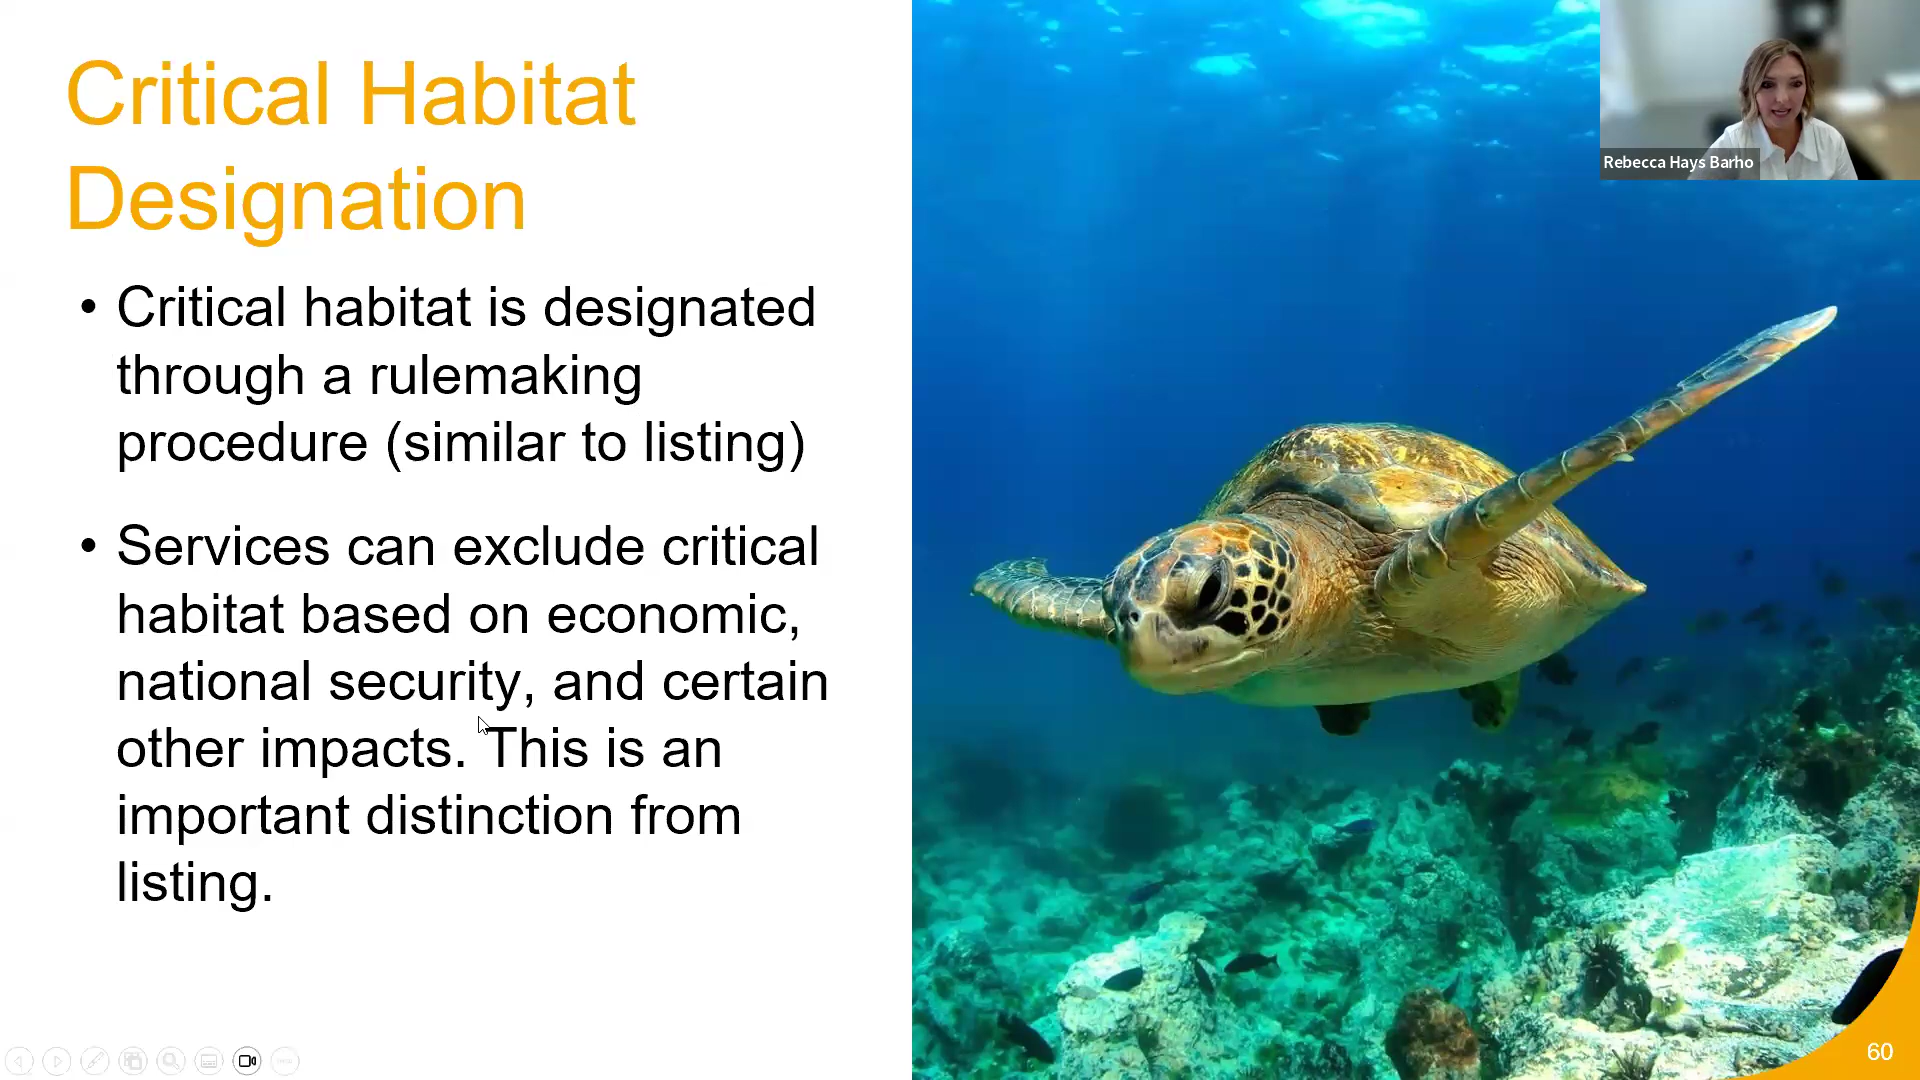 Critical Habitat
Designation
• Critical habitat is designated
through a rulemaking
procedure (similar to listing)
• Services can exclude critical
habitat based on economic,
national security, and certain
other impacts. This is an
important distinction from
listing.
Rebecca Hays Barho
60